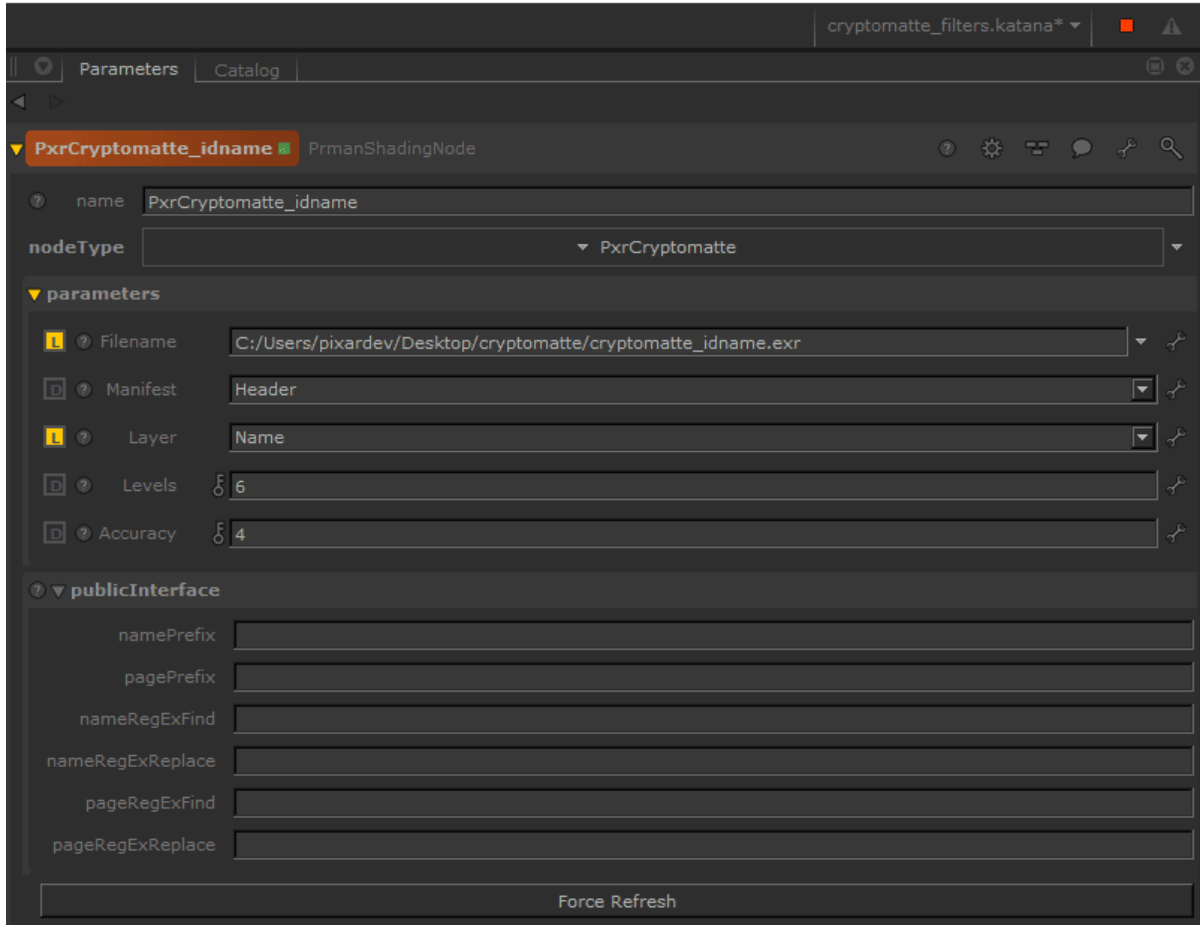 cryptomatte_filters.katana*
Parameters Catalog
PxrCryptomatte_idname PrmanShadingNode
name PxrCryptomatte_idname
nodeType PxrCryptomatte
parameters
L ? Filename C:/Users/pixardev/Desktop/cryptomatte/cryptomatte_idname.exr
D ? Manifest Header
L ? Layer Name
D ? Levels 6
D ? Accuracy 4
? publicInterface
namePrefix
pagePrefix
nameRegExFind
nameRegExReplace
pageRegExFind
pageRegExReplace
Force Refresh